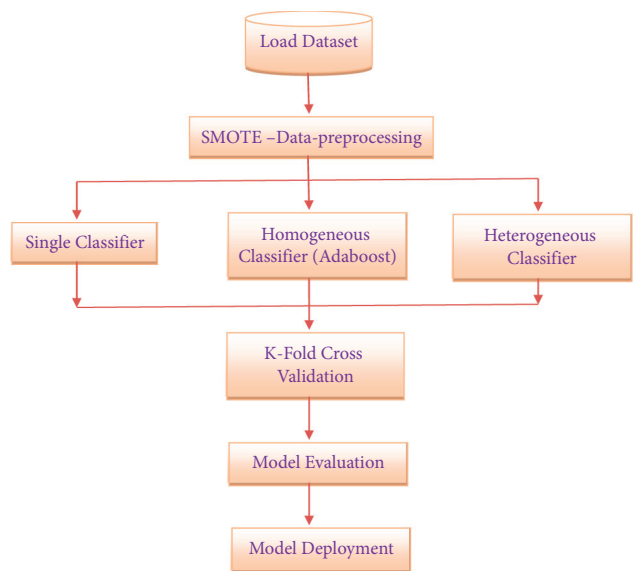 Load Dataset
SMOTE –Data-preprocessing
Single Classifier
Homogeneous
Classifier (Adaboost)
Heterogeneous
Classifier
K-Fold Cross
Validation
Model Evaluation
Model Deployment